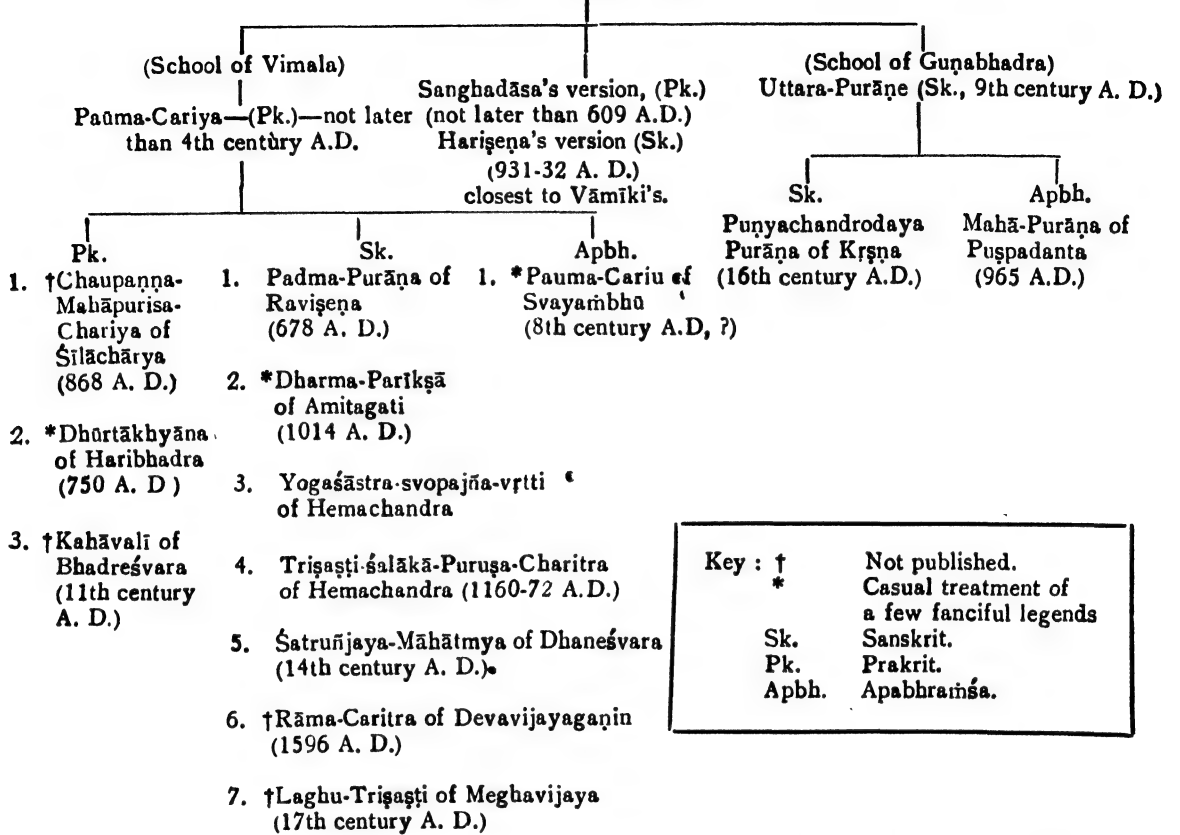 (School of Vimala)
Paūma-Cariya—(Pk.)—not later
than 4th centùry A.D.
Sanghadāsa's version, (Pk.)
(not later than 609 A.D.)
Hariṣeṇa's version (Sk.)
(931-32 A. D.)
closest to Vāmīki's.
(School of Guṇabhadra)
Uttara-Purāṇe (Sk., 9th century A. D.)
Pk.
1. †Chaupaṇṇa-
Mahāpurisa-
Chariya of
Śīlāchārya
(868 A. D.)
2. *Dhūrtākhyāna
of Haribhadra
(750 A. D )
3. †Kahāvalī of
Bhadreśvara
(11th century
A. D.)
Sk.
1. Padma-Purāṇa of
Raviṣeṇa
(678 A. D.)
2. *Dharma-Parīkṣā
of Amitagati
(1014 A. D.)
3. Yogaśāstra-svopajña-vṛtti
of Hemachandra
4. Triṣaṣṭi-śalākā-Puruṣa-Charitra
of Hemachandra (1160-72 A.D.)
5. Śatruñjaya-Māhātmya of Dhaneśvara
(14th century A. D.).
6. †Rāma-Caritra of Devavijayagaṇin
(1596 A. D.)
7. †Laghu-Triṣaṣṭi of Meghavijaya
(17th century A. D.)
Apbh.
1. *Pauma-Cariu of
Svayaṁbhū
(8th century A.D, ?)
Sk.
Puṇyachandrodaya
Purāṇa of Kṛṣṇa
(16th century A.D.)
Apbh.
Mahā-Purāṇa of
Puṣpadanta
(965 A.D.)
Key : † Not published.
* Casual treatment of
a few fanciful legends
Sk. Sanskrit.
Pk. Prakrit.
Apbh. Apabhraṁśa.